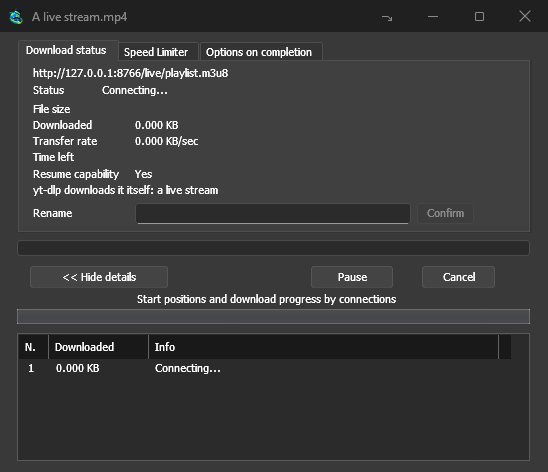 A live stream.mp4
Download status
Speed Limiter
Options on completion
http://127.0.0.1:8766/live/playlist.m3u8
Status Connecting...
File size
Downloaded 0.000 KB
Transfer rate 0.000 KB/sec
Time left
Resume capability Yes
yt-dlp downloads it itself: a live stream
Rename Confirm
<< Hide details Pause Cancel
Start positions and download progress by connections
N. Downloaded Info
1 0.000 KB Connecting...